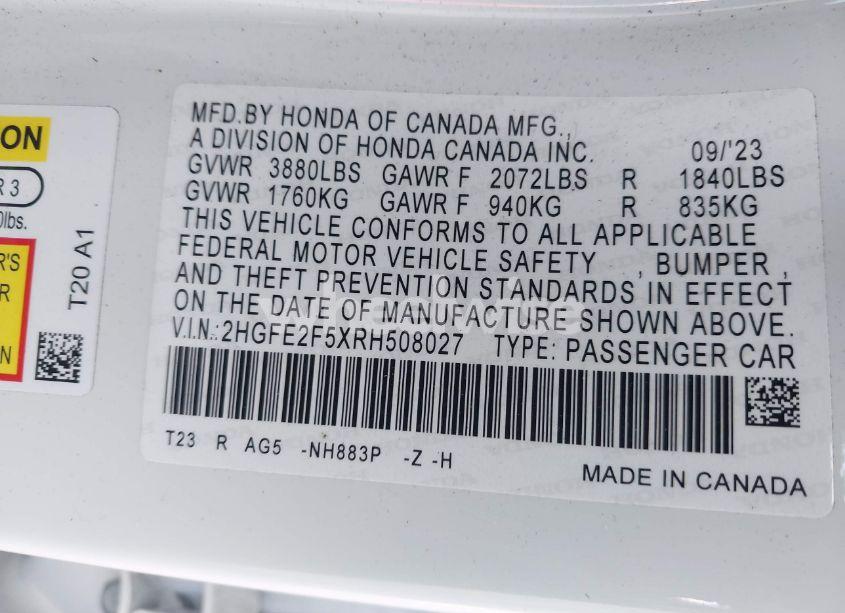 ON
R 3
0lbs.
R'S
R
N
T20 A1
MFD.BY HONDA OF CANADA MFG.,
A DIVISION OF HONDA CANADA INC. 09/'23
GVWR 3880LBS GAWR F 2072LBS R 1840LBS
GVWR 1760KG GAWR F 940KG R 835KG
THIS VEHICLE CONFORMS TO ALL APPLICABLE
FEDERAL MOTOR VEHICLE SAFETY , BUMPER ,
AND THEFT PREVENTION STANDARDS IN EFFECT
ON THE DATE OF MANUFACTURE SHOWN ABOVE.
V.I.N.: 2HGFE2F5XRH508027 TYPE: PASSENGER CAR
T23 R AG5 -NH883P -Z -H
MADE IN CANADA